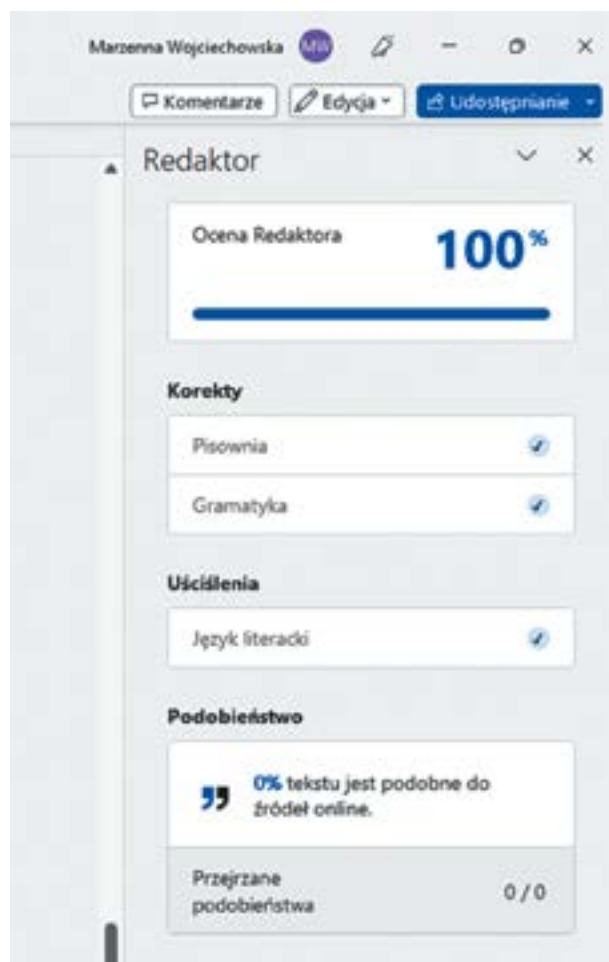 Marzenna Wojciechowska MW
Komentarze Edycja Udostępnianie
Redaktor
Ocena Redaktora 100%
Korekty
Pisownia
Gramatyka
Uściślenia
Język literacki
Podobieństwo
0% tekstu jest podobne do
źródeł online.
Przejrzane
podobieństwa 0 / 0